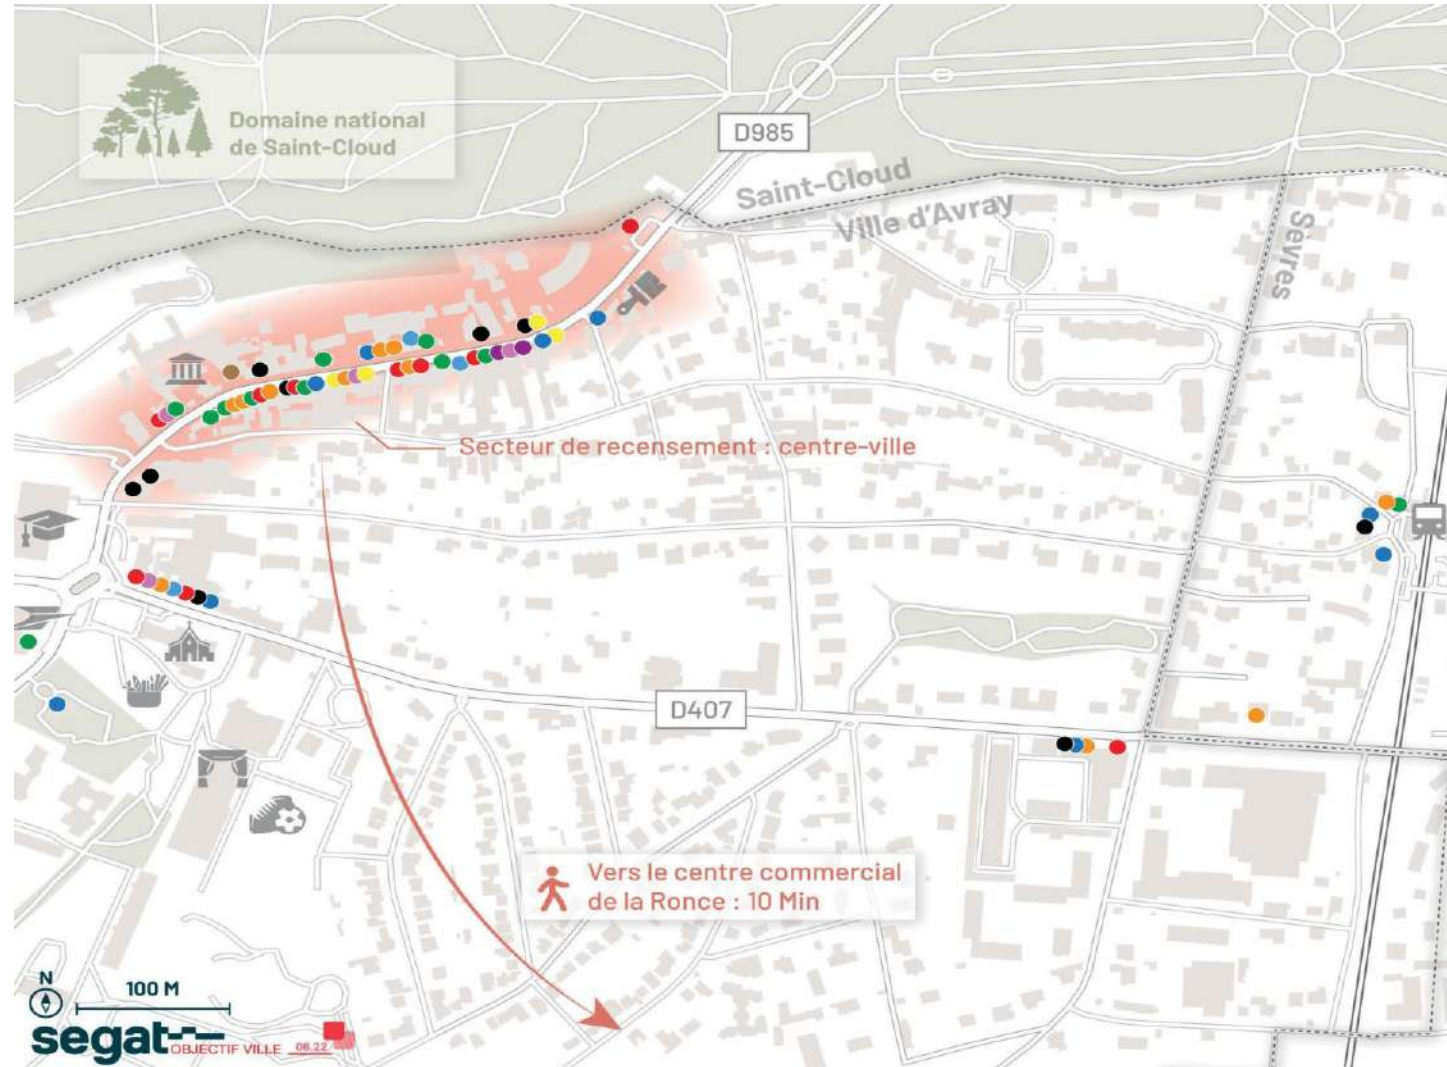 Domaine national
de Saint-Cloud
D985
Saint-Cloud
Ville d'Avray
Sèvres
Secteur de recensement : centre-ville
D407
Vers le centre commercial
de la Ronce : 10 Min
N
100 M
segat
OBJECTIF VILLE 06.22